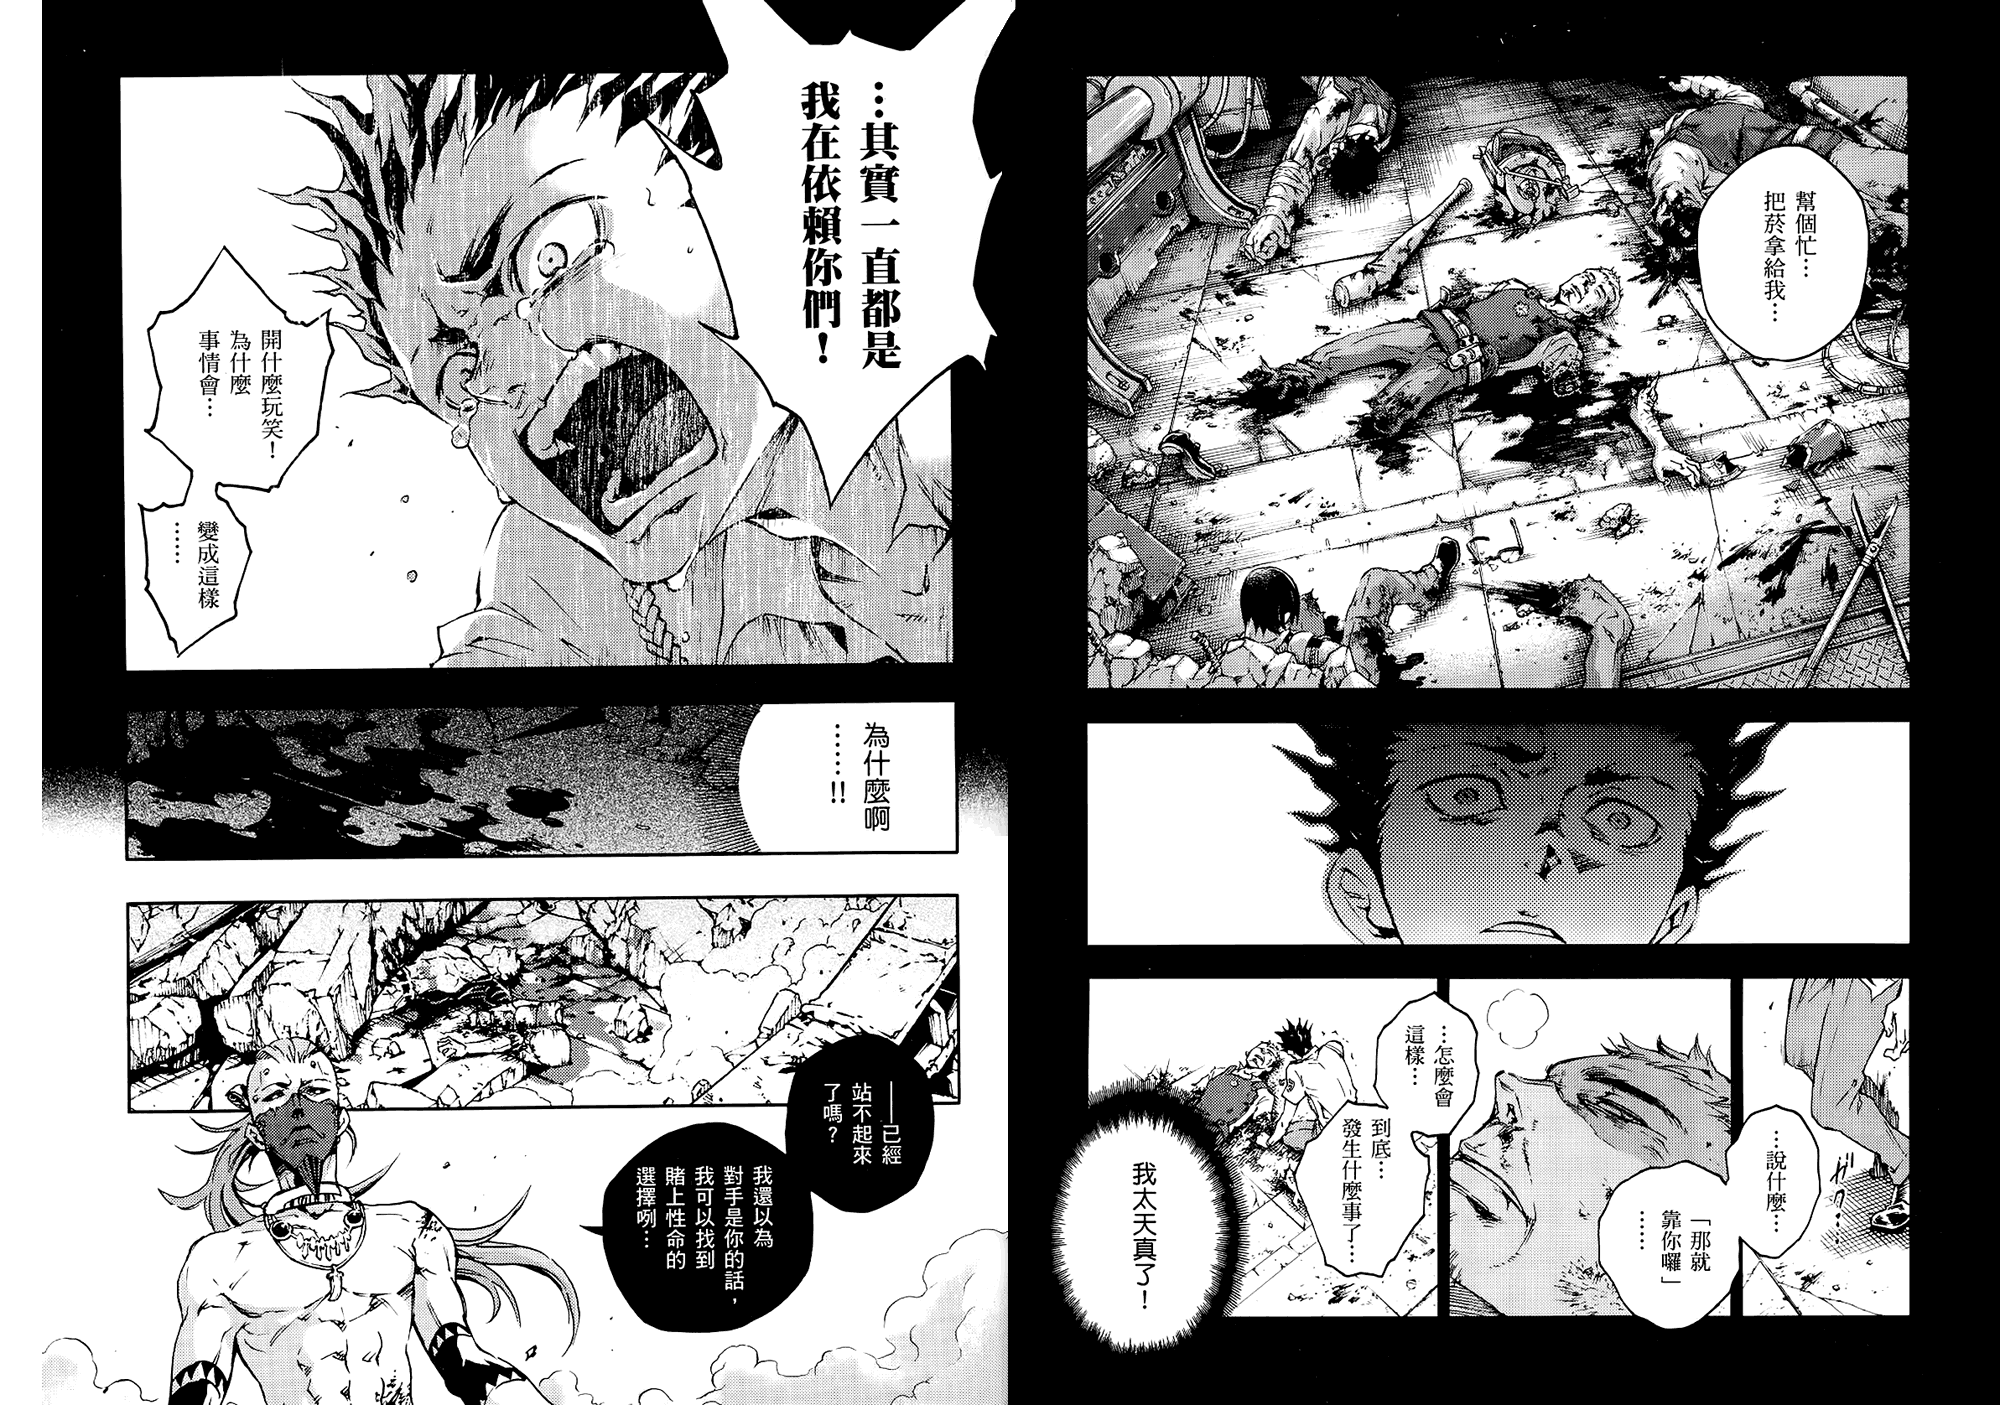 幫個忙…
把菸拿給我…
ガクッ…
…說什麼…
「那就
靠你囉」
……
…怎麼會
這樣…
到底…
發生什麼事了…
我太天真了！
…其實一直都是
我在依賴你們！
開什麼玩笑！
為什麼
事情會…
變成這樣
……
為什麼啊
……!!
——已經
站不起來
了嗎？
我還以為
對手是你的話，
我可以找到
賭上性命的
選擇咧…